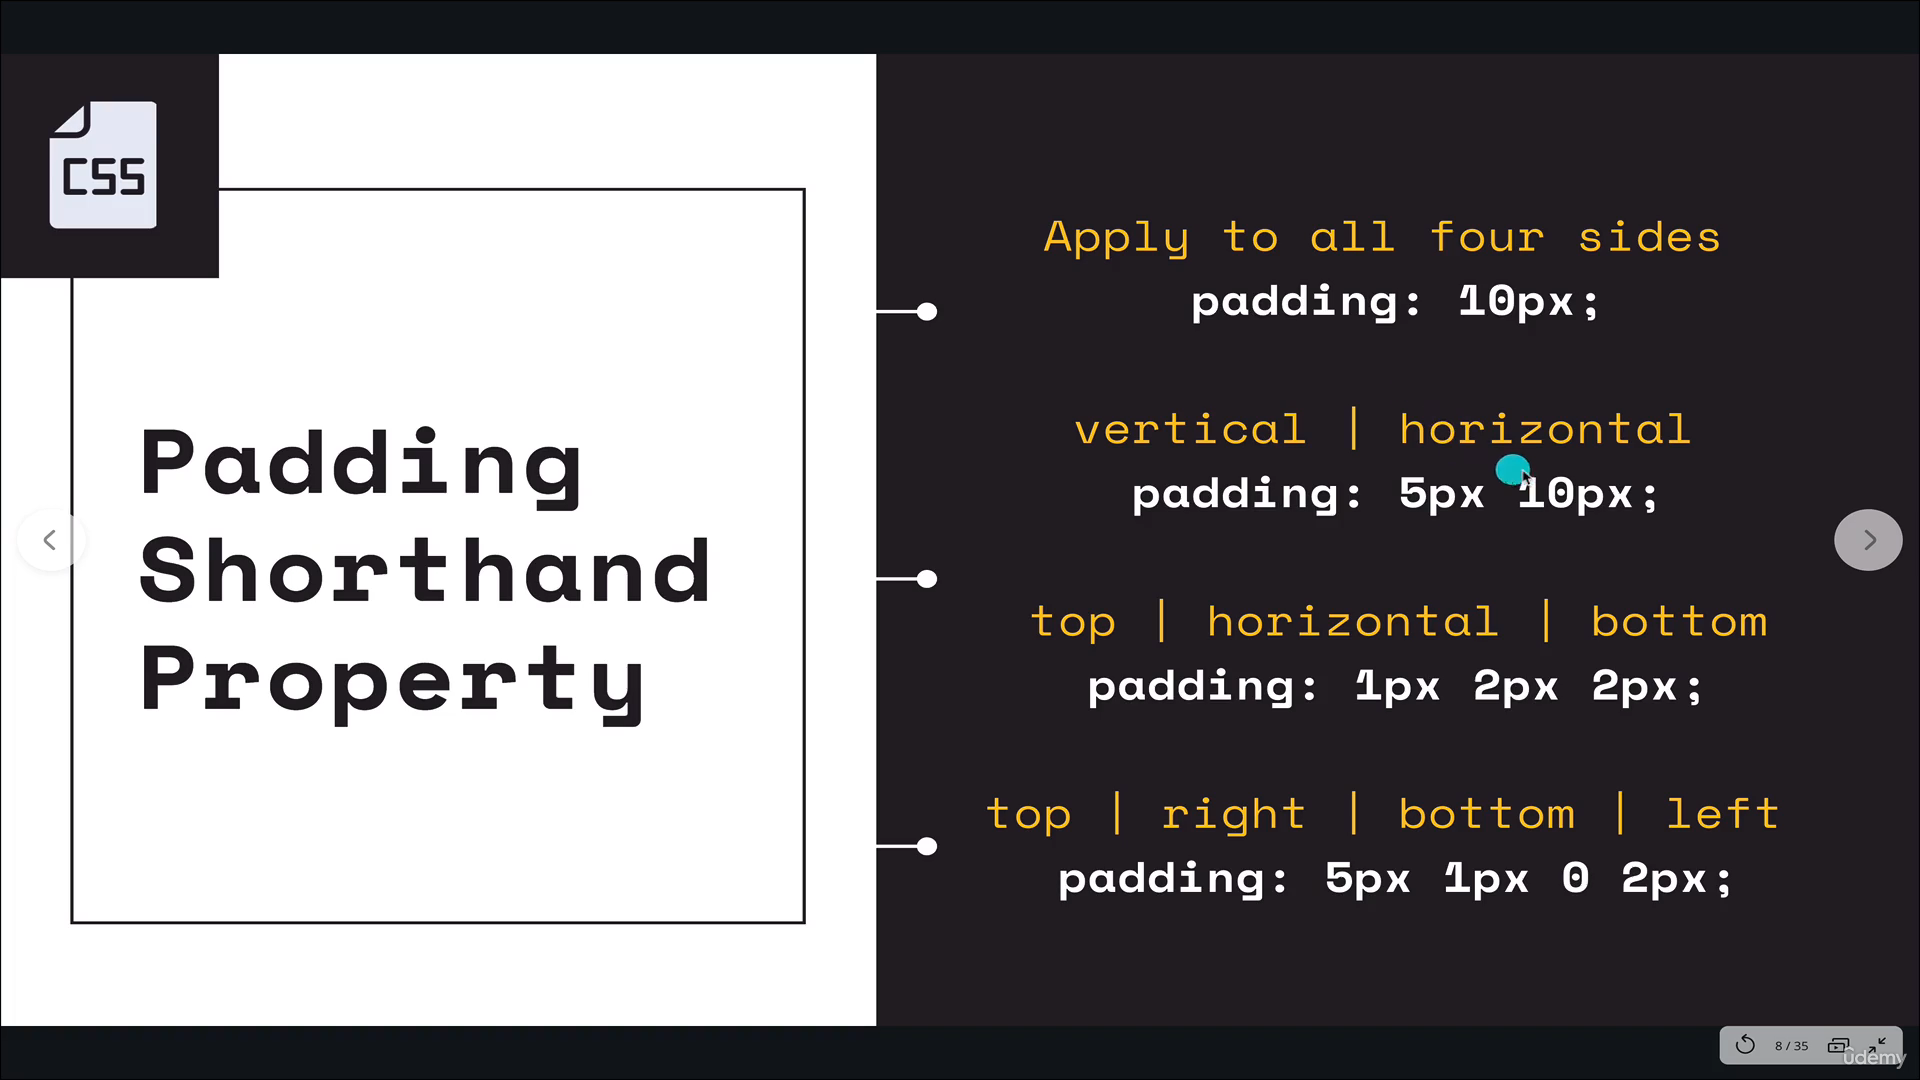 CSS
Padding
Shorthand
Property
Apply to all four sides
padding: 10px;
vertical | horizontal
padding: 5px 10px;
top | horizontal | bottom
padding: 1px 2px 2px;
top | right | bottom | left
padding: 5px 1px 0 2px;
8 / 35
ûdemy